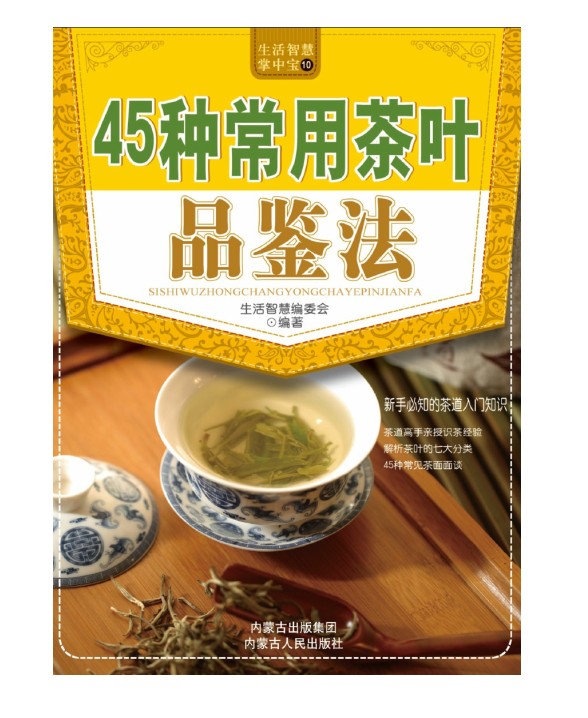 生活智慧
掌中宝10
45种常用茶叶
品鉴法
SISHIWUZHONGCHANGYONGCHAYEPINJIANFA
生活智慧编委会
⊙编著
新手必知的茶道入门知识
茶道高手亲授识茶经验
解析茶叶的七大分类
45种常见茶面面谈
内蒙古出版集团
内蒙古人民出版社